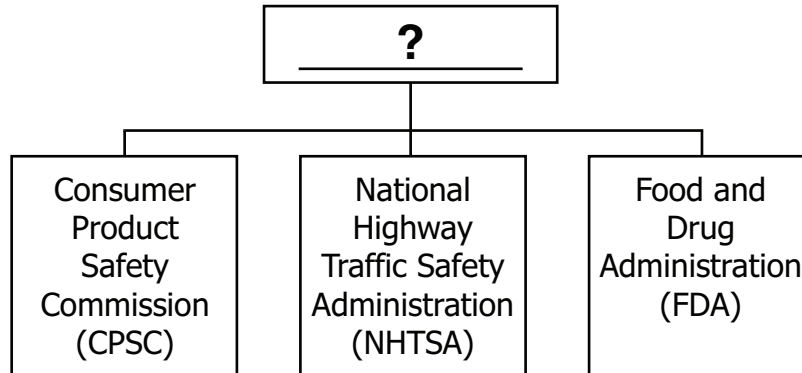 ?
Consumer
Product
Safety
Commission
(CPSC)
National
Highway
Traffic Safety
Administration
(NHTSA)
Food and
Drug
Administration
(FDA)